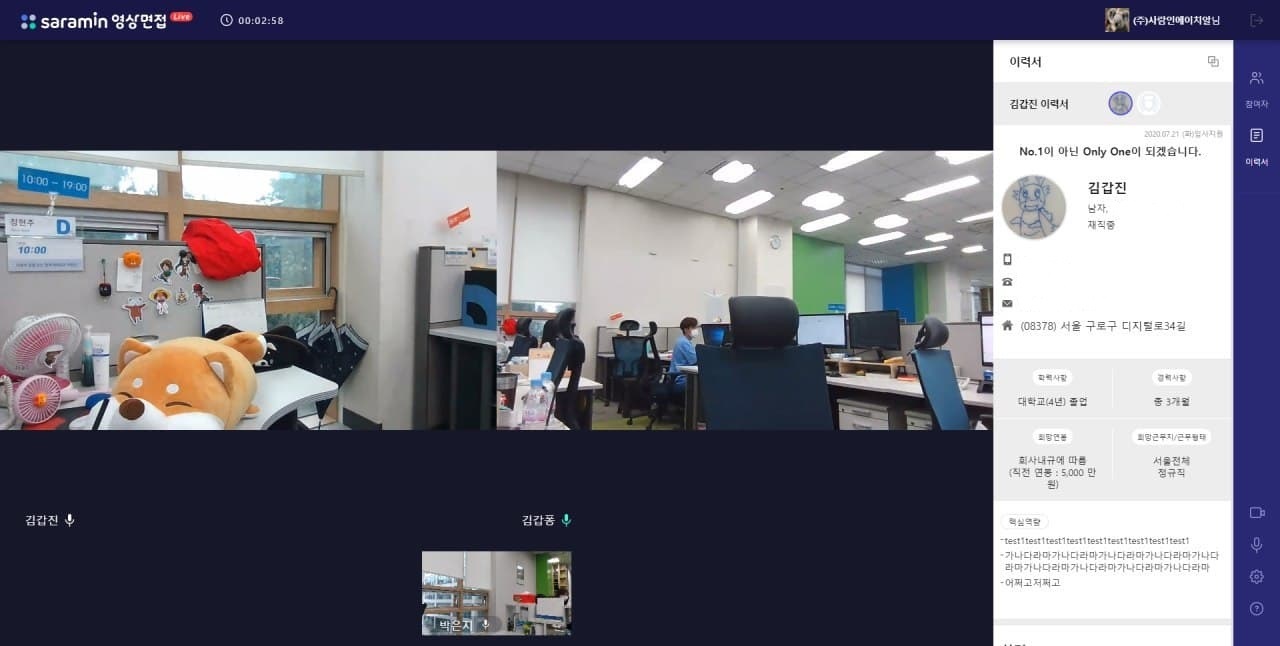 saramin 영상면접 Live
00:02:58
(주)사람인에이치알님
10:00 ~ 19:00
정현주
D
10:00
김갑진
김갑퐁
박은지
이력서
김갑진 이력서
2020.07.21 (화)입사지원
No.1이 아닌 Only One이 되겠습니다.
김갑진
남자,
재직중
(08378) 서울 구로구 디지털로34길
학력사항
대학교(4년) 졸업
경력사항
총 3개월
희망연봉
회사내규에 따름
(직전 연봉 : 5,000 만
원)
희망근무지/근무형태
서울전체
정규직
핵심역량
-test1test1test1test1test1test1test1test1test1
-가나다라마가나다라마가나다라마가나다라마가나다
라마가나다라마가나다라마가나다라마가나다라마
-어쩌고저쩌고
참여자
이력서